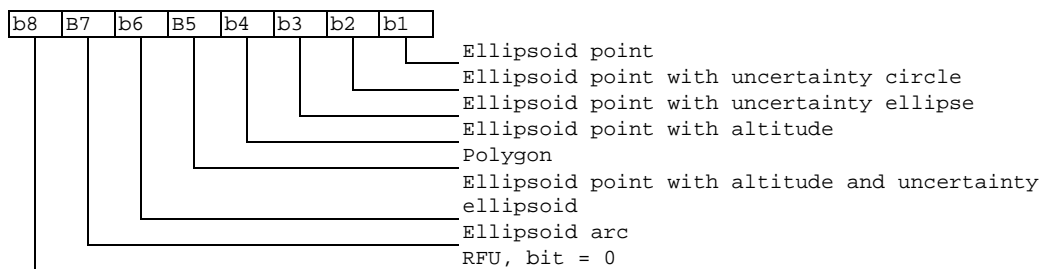 b8 B7 b6 B5 b4 b3 b2 b1
Ellipsoid point
Ellipsoid point with uncertainty circle
Ellipsoid point with uncertainty ellipse
Ellipsoid point with altitude
Polygon
Ellipsoid point with altitude and uncertainty
ellipsoid
Ellipsoid arc
RFU, bit = 0